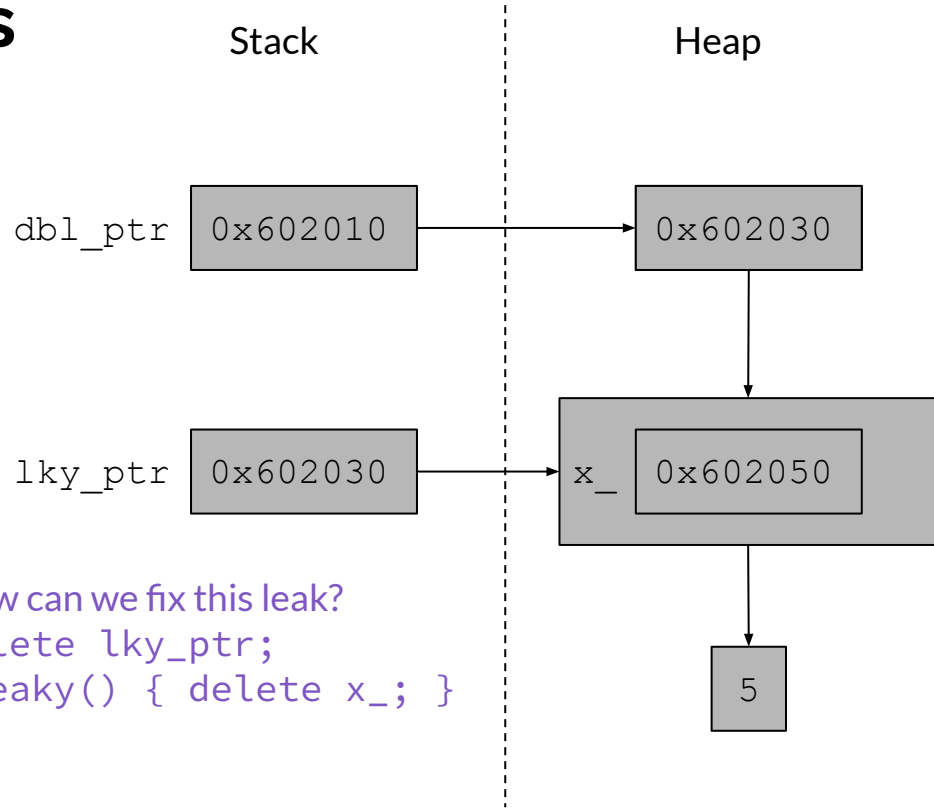 s
Stack
Heap
dbl_ptr
0x602010
0x602030
lky_ptr
0x602030
x_
0x602050
w can we fix this leak?
lete lky_ptr;
eaky() { delete x_; }
5